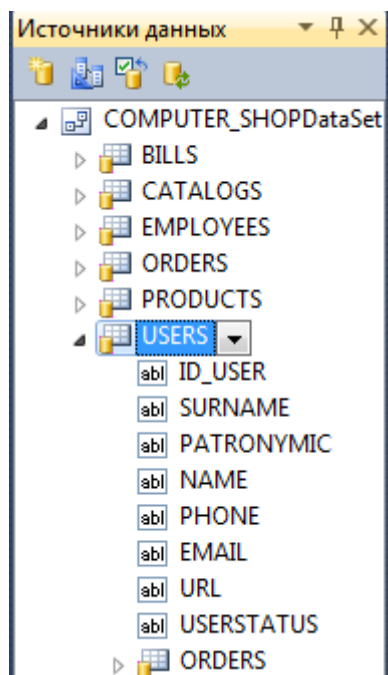 Источники данных
COMPUTER_SHOPDataSet
BILLS
CATALOGS
EMPLOYEES
ORDERS
PRODUCTS
USERS
abl ID_USER
abl SURNAME
abl PATRONYMIC
abl NAME
abl PHONE
abl EMAIL
abl URL
abl USERSTATUS
ORDERS